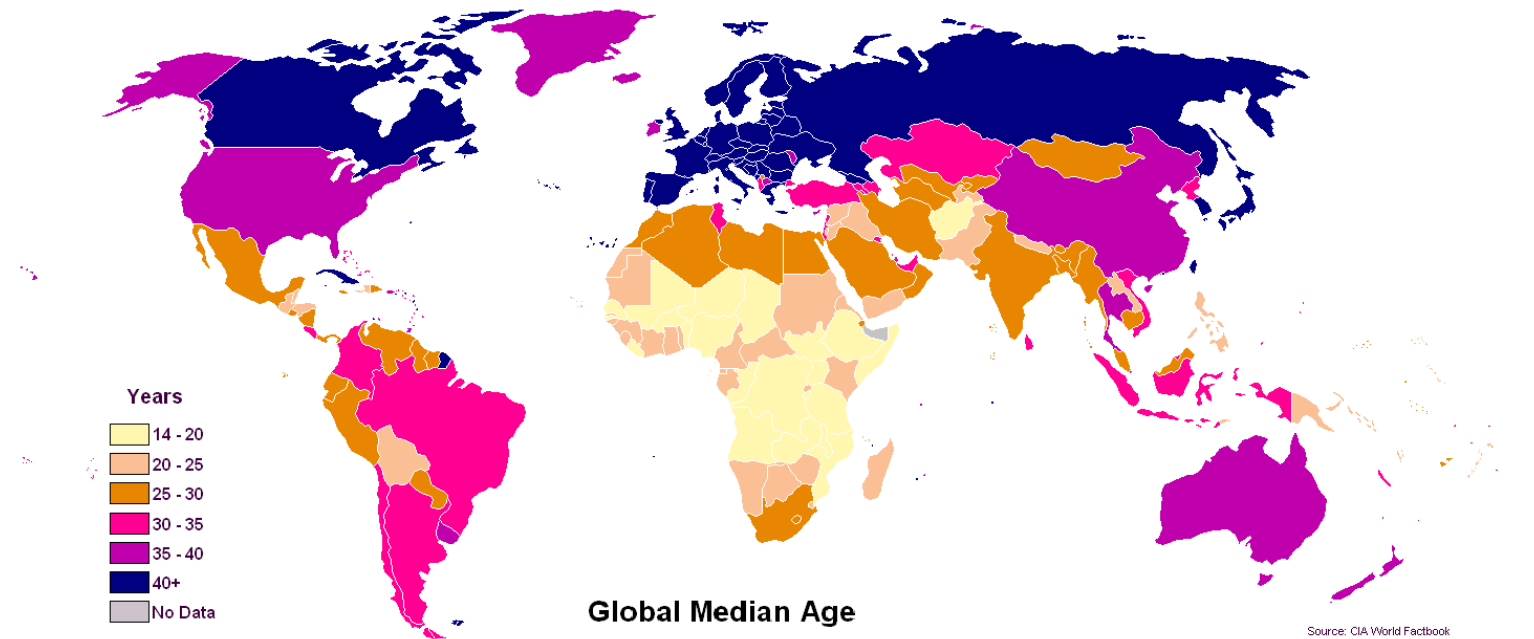 Years
14 - 20
20 - 25
25 - 30
30 - 35
35 - 40
40+
No Data
Global Median Age
Source: CIA World Factbook